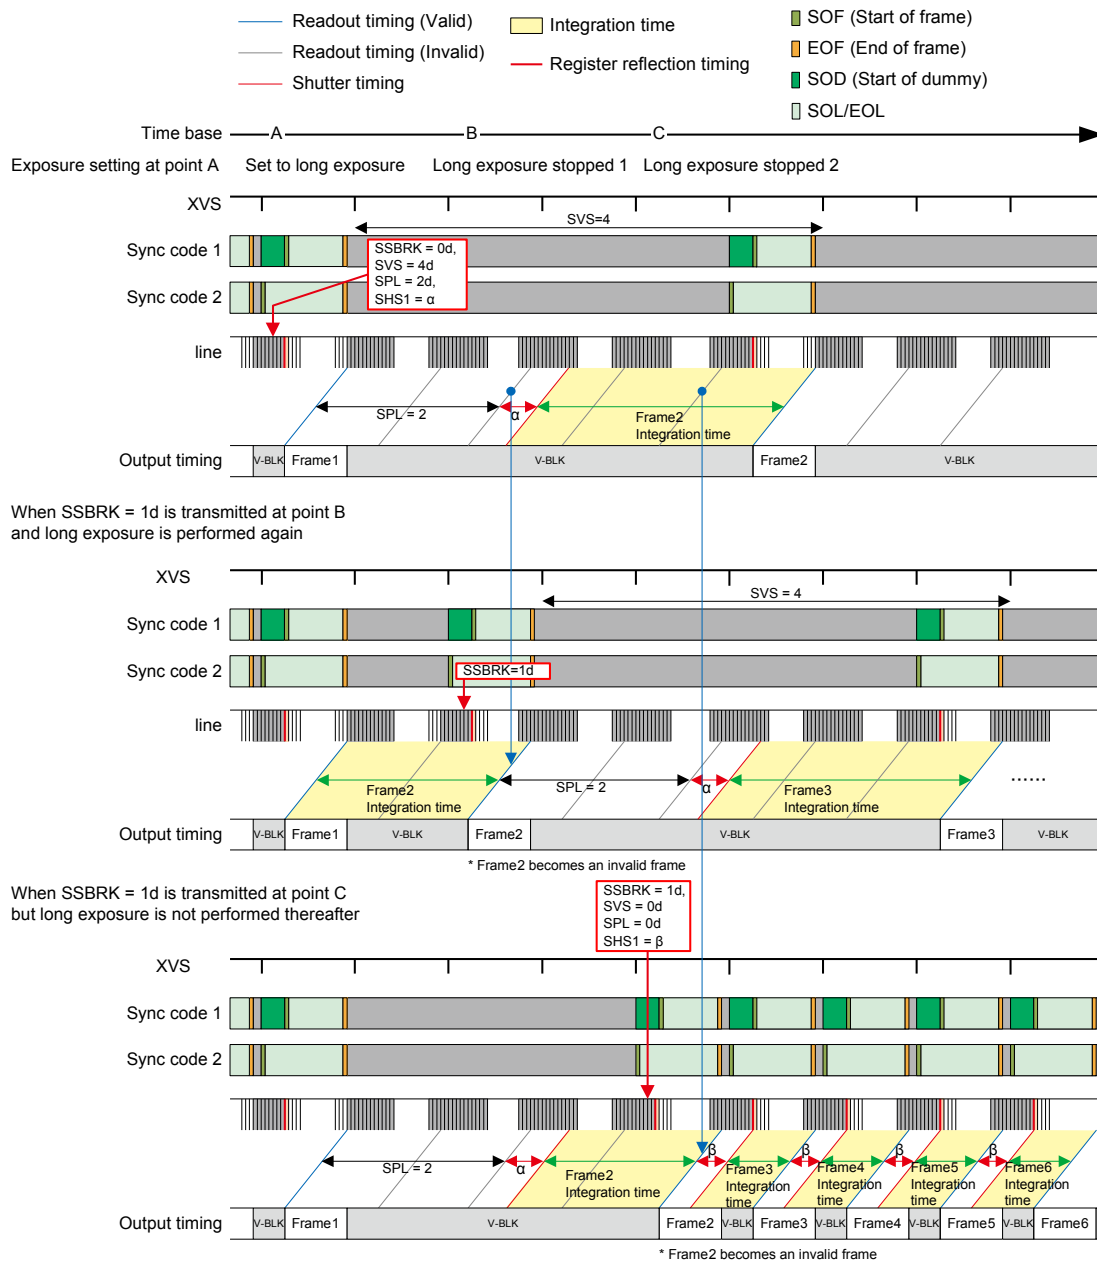 Readout timing (Valid)
Readout timing (Invalid)
Shutter timing
Integration time
Register reflection timing
SOF (Start of frame)
EOF (End of frame)
SOD (Start of dummy)
SOL/EOL
Time base
A
B
C
Exposure setting at point A
Set to long exposure
Long exposure stopped 1
Long exposure stopped 2
XVS
SVS=4
Sync code 1
SSBRK = 0d,
SVS = 4d
SPL = 2d,
SHS1 = α
Sync code 2
line
SPL = 2
α
Frame2
Integration time
Output timing
V-BLK
Frame1
V-BLK
Frame2
V-BLK
When SSBRK = 1d is transmitted at point B
and long exposure is performed again
XVS
SVS = 4
Sync code 1
Sync code 2
SSBRK=1d
line
Frame2
Integration time
SPL = 2
α
Frame3
Integration time
......
Output timing
V-BLK
Frame1
V-BLK
Frame2
V-BLK
Frame3
V-BLK
* Frame2 becomes an invalid frame
When SSBRK = 1d is transmitted at point C
but long exposure is not performed thereafter
SSBRK = 1d,
SVS = 0d
SPL = 0d
SHS1 = β
XVS
Sync code 1
Sync code 2
line
SPL = 2
α
Frame2
Integration time
β
Frame3
Integration
time
β
Frame4
Integration
time
β
Frame5
Integration
time
β
Frame6
Integration
time
Output timing
V-BLK
Frame1
V-BLK
Frame2
V-BLK
Frame3
V-BLK
Frame4
V-BLK
Frame5
V-BLK
Frame6
* Frame2 becomes an invalid frame